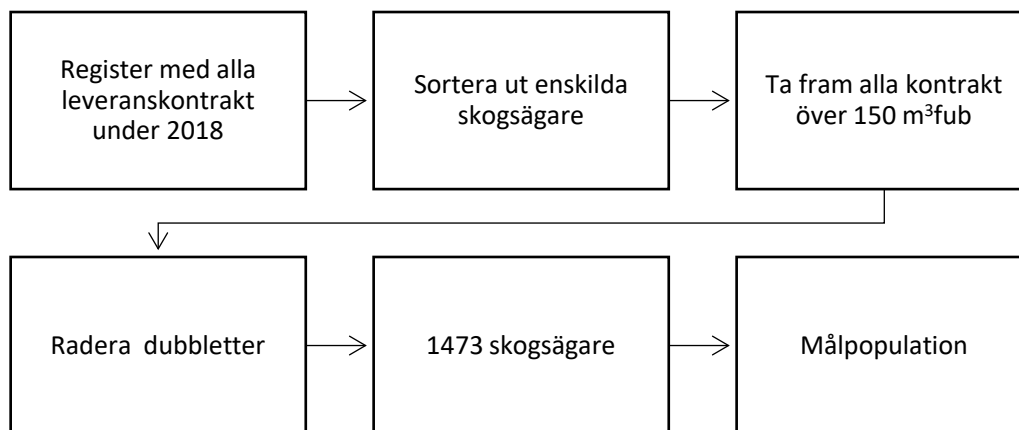 Register med alla
leveranskontrakt
under 2018
Sortera ut enskilda
skogsägare
Ta fram alla kontrakt
över 150 m³fub
Radera dubbletter
1473 skogsägare
Målpopulation